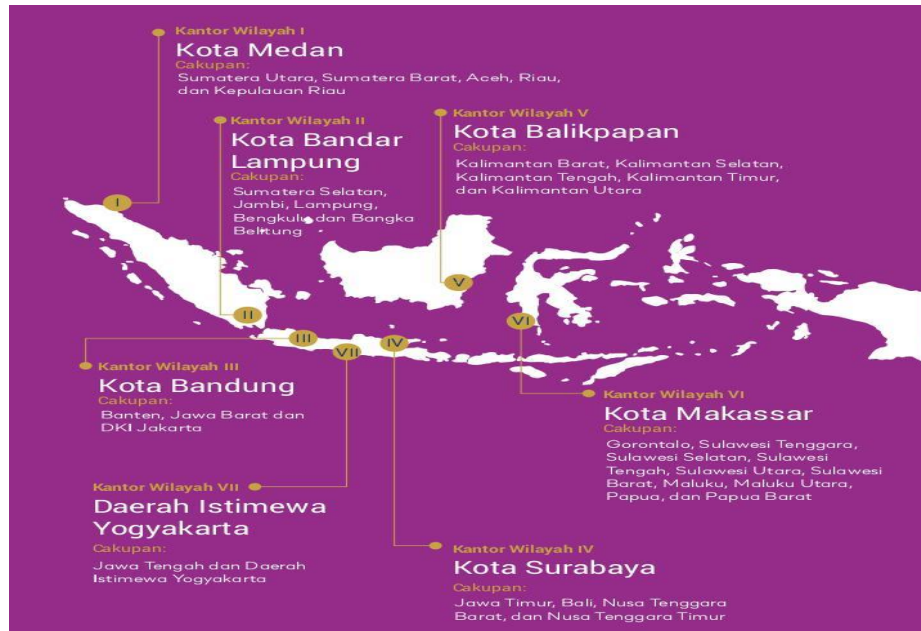 Kantor Wilayah I
Kota Medan
Cakupan:
Sumatera Utara, Sumatera Barat, Aceh, Riau,
dan Kepulauan Riau
Kantor Wilayah II
Kota Bandar
Lampung
Cakupan:
Sumatera Selatan,
Jambi, Lampung,
Bengkulu dan Bangka
Belitung
Kantor Wilayah V
Kota Balikpapan
Cakupan:
Kalimantan Barat, Kalimantan Selatan,
Kalimantan Tengah, Kalimantan Timur,
dan Kalimantan Utara
I
II
III
VII
IV
V
VI
Kantor Wilayah III
Kota Bandung
Cakupan:
Banten, Jawa Barat dan
DKI Jakarta
Kantor Wilayah VI
Kota Makassar
Cakupan:
Gorontalo, Sulawesi Tenggara,
Sulawesi Selatan, Sulawesi
Tengah, Sulawesi Utara, Sulawesi
Barat, Maluku, Maluku Utara,
Papua, dan Papua Barat
Kantor Wilayah VII
Daerah Istimewa
Yogyakarta
Cakupan:
Jawa Tengah dan Daerah
Istimewa Yogyakarta
Kantor Wilayah IV
Kota Surabaya
Cakupan:
Jawa Timur, Bali, Nusa Tenggara
Barat, dan Nusa Tenggara Timur